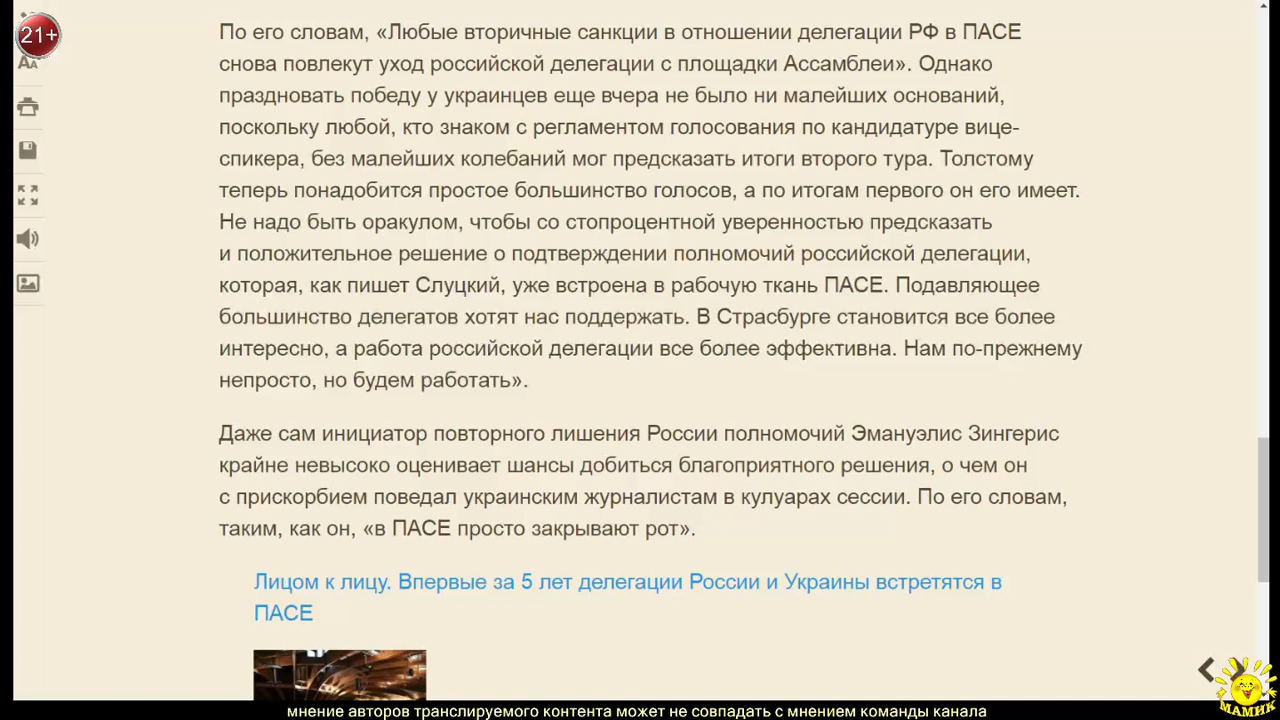 21+
По его словам, «Любые вторичные санкции в отношении делегации РФ в ПАСЕ
снова повлекут уход российской делегации с площадки Ассамблеи». Однако
праздновать победу у украинцев еще вчера не было ни малейших оснований,
поскольку любой, кто знаком с регламентом голосования по кандидатуре вице-
спикера, без малейших колебаний мог предсказать итоги второго тура. Толстому
теперь понадобится простое большинство голосов, а по итогам первого он его имеет.
Не надо быть оракулом, чтобы со стопроцентной уверенностью предсказать
и положительное решение о подтверждении полномочий российской делегации,
которая, как пишет Слуцкий, уже встроена в рабочую ткань ПАСЕ. Подавляющее
большинство делегатов хотят нас поддержать. В Страсбурге становится все более
интересно, а работа российской делегации все более эффективна. Нам по-прежнему
непросто, но будем работать».
Даже сам инициатор повторного лишения России полномочий Эмануэлис Зингерис
крайне невысоко оценивает шансы добиться благоприятного решения, о чем он
с прискорбием поведал украинским журналистам в кулуарах сессии. По его словам,
таким, как он, «в ПАСЕ просто закрывают рот».
Лицом к лицу. Впервые за 5 лет делегации России и Украины встретятся в
ПАСЕ
МАМИК
мнение авторов транслируемого контента может не совпадать с мнением команды канала